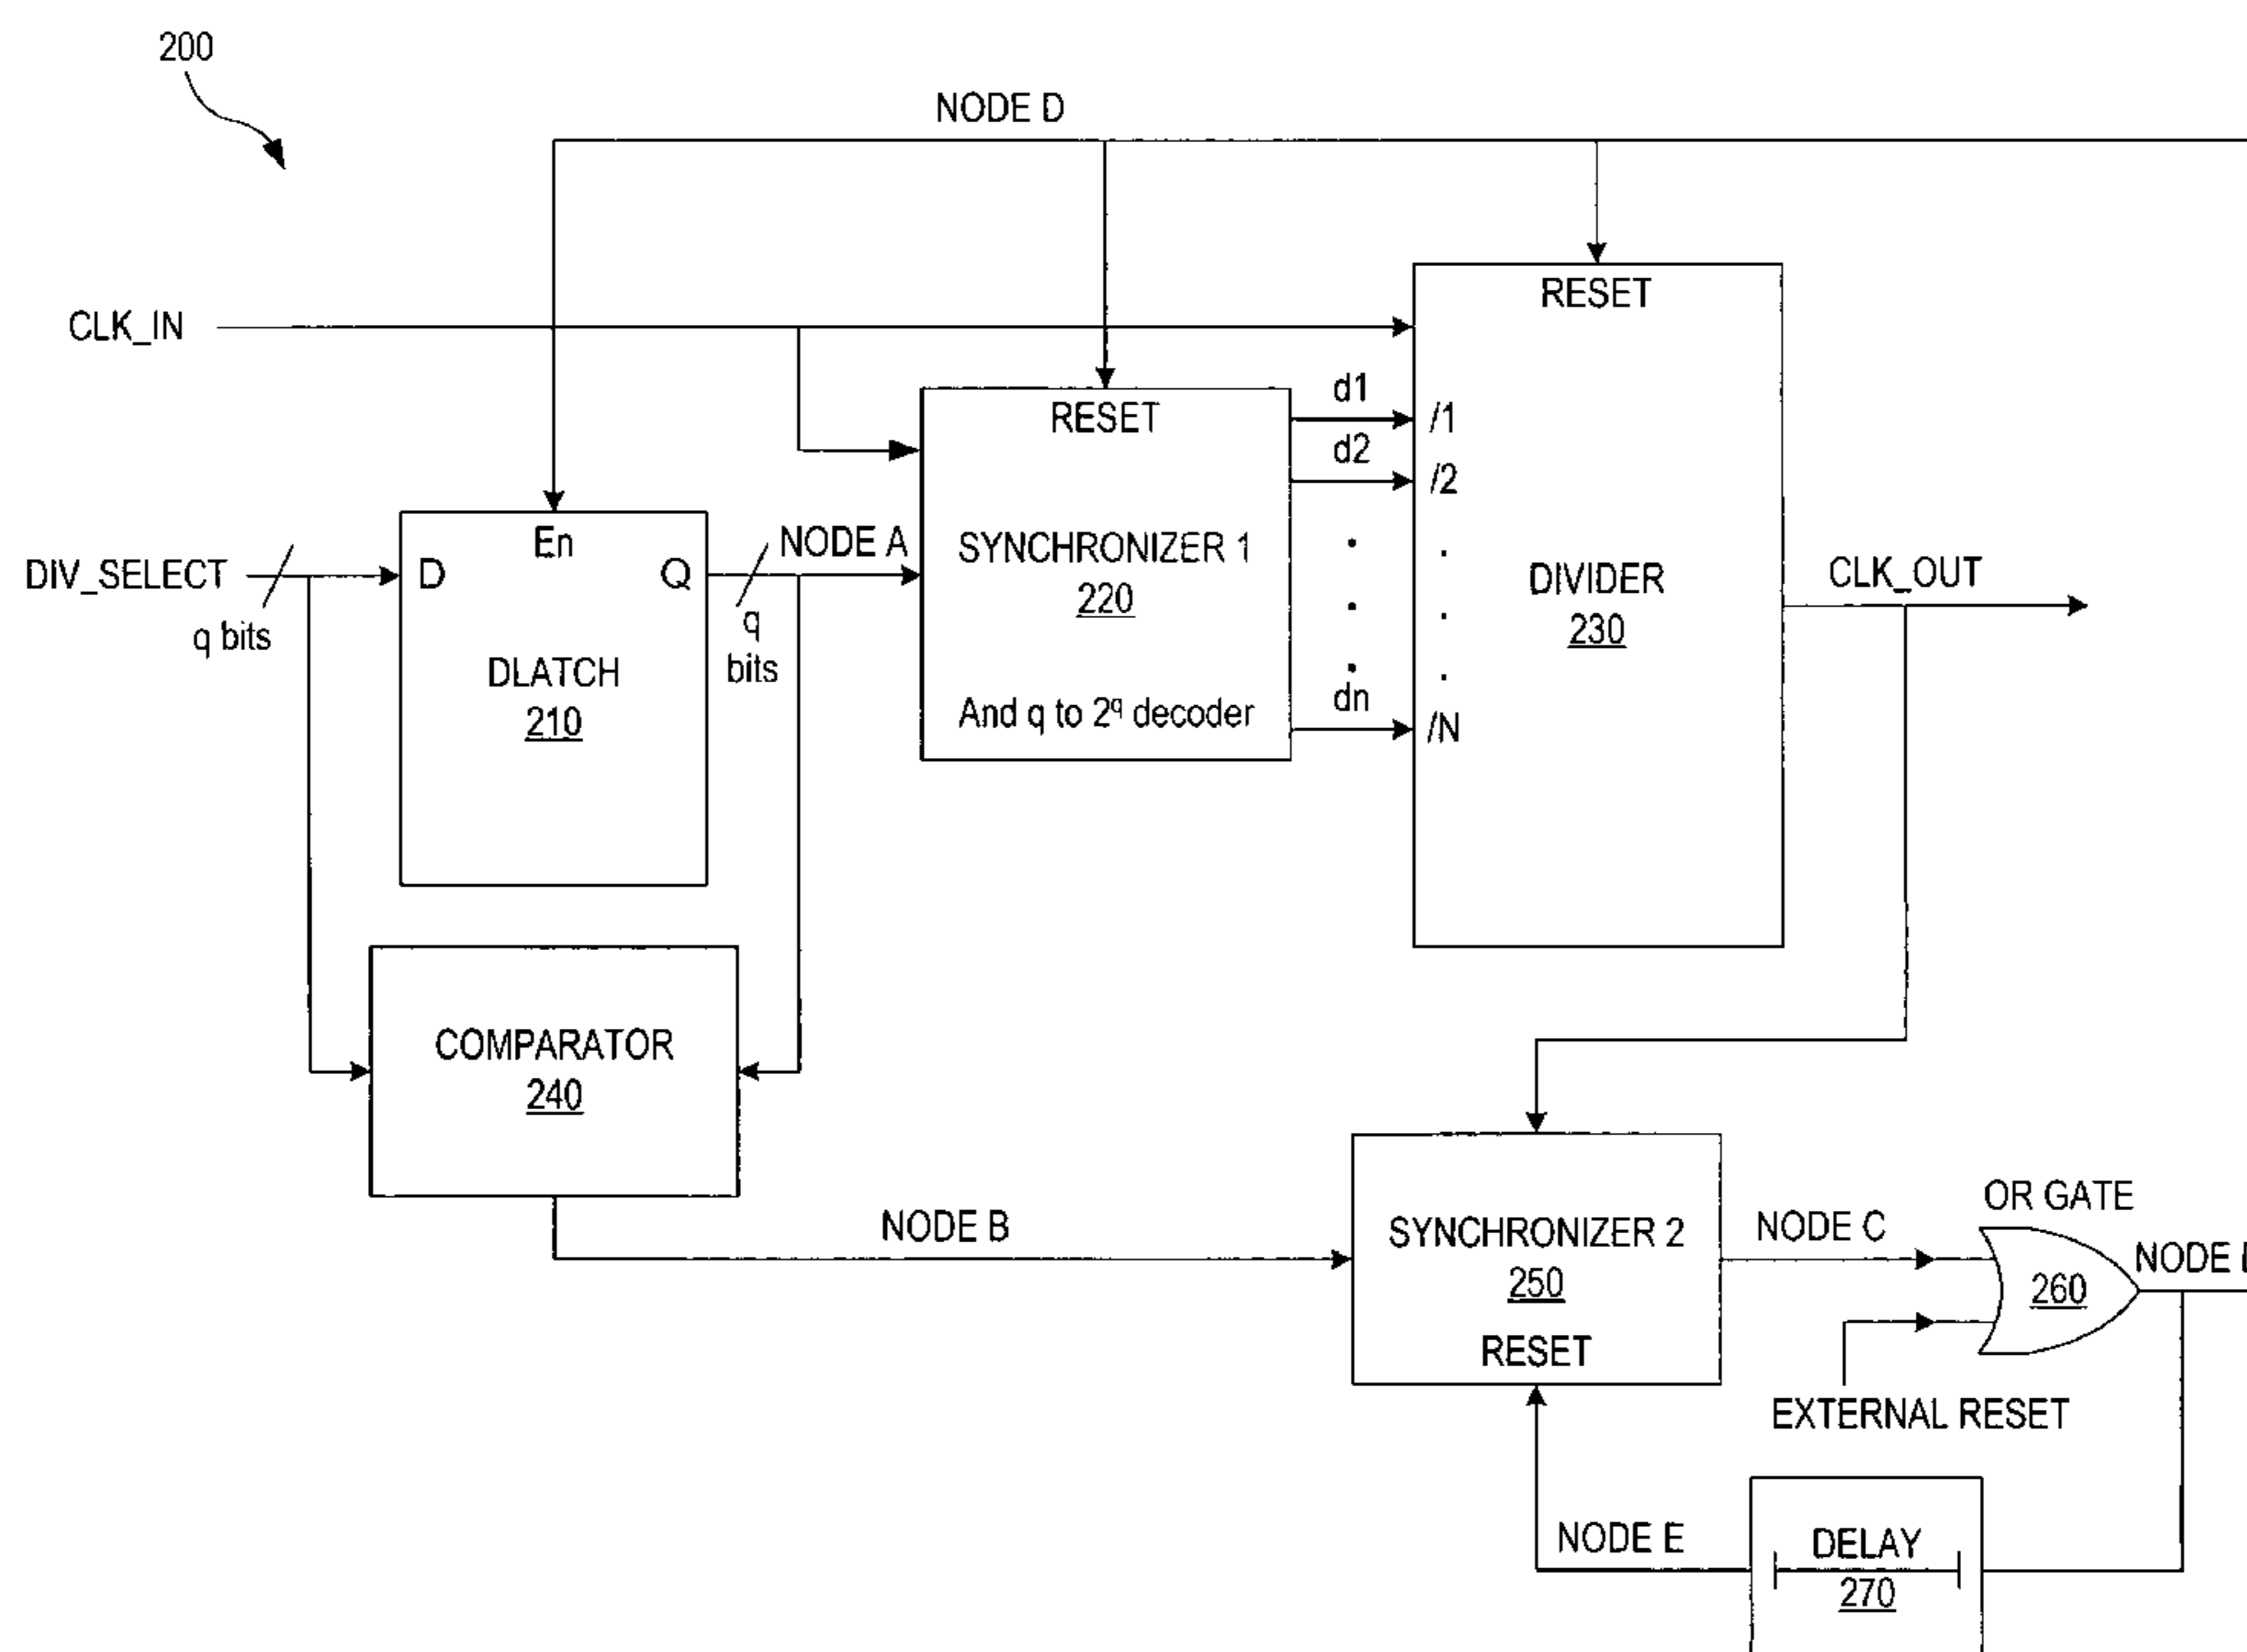 200
NODE D
CLK_IN
RESET
d1
/1
RESET
d2
/2
En
NODE A
DIV_SELECT
D
Q
SYNCHRONIZER 1
220
DIVIDER
230
CLK_OUT
q bits
q
bits
DLATCH
210
dn
And q to 2^q decoder
/N
COMPARATOR
240
OR GATE
NODE B
SYNCHRONIZER 2
250
NODE C
260
NODE
RESET
EXTERNAL RESET
NODE E
DELAY
270